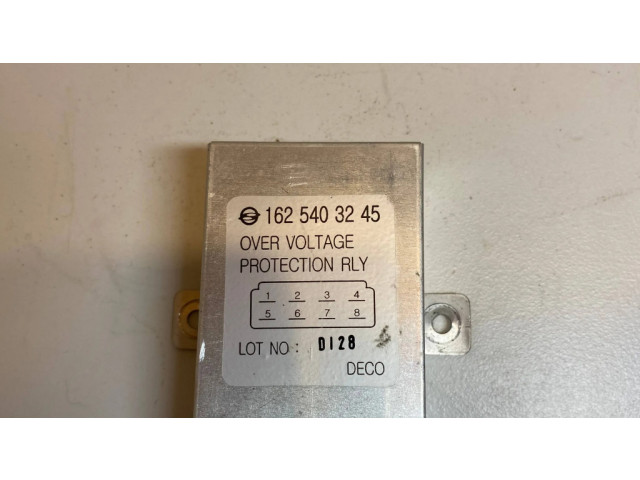 162 540 32 45
OVER VOLTAGE
PROTECTION RLY
1 2 3 4
5 6 7 8
LOT NO : D128
DECO